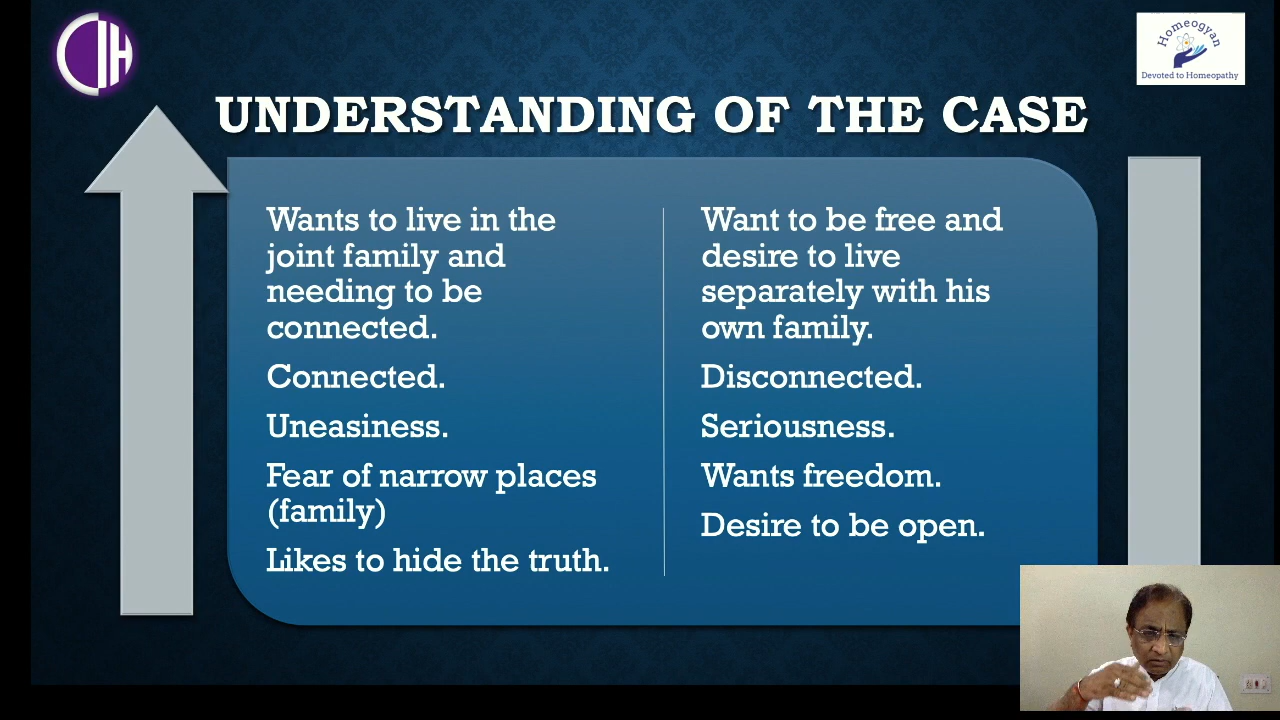 CIH
Homeogyan
Devoted to Homeopathy
UNDERSTANDING OF THE CASE
Wants to live in the
joint family and
needing to be
connected.
Connected.
Uneasiness.
Fear of narrow places
(family)
Likes to hide the truth.
Want to be free and
desire to live
separately with his
own family.
Disconnected.
Seriousness.
Wants freedom.
Desire to be open.